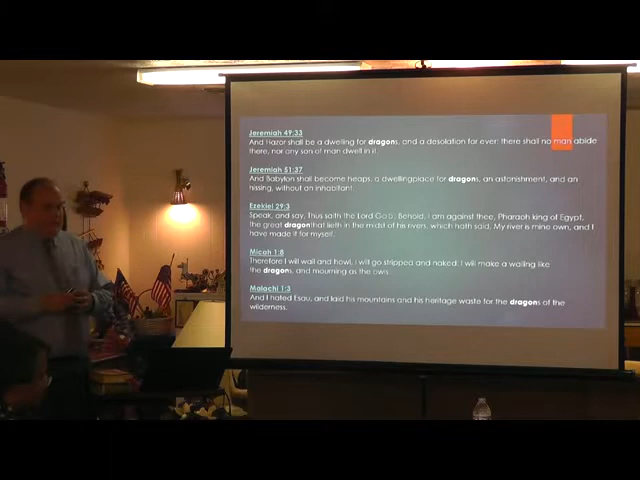 Jeremiah 49:33
And Hazor shall be a dwelling for dragons, and a desolation for ever: there shall no man abide
there, nor any son of man dwell in it.
Jeremiah 51:37
And Babylon shall become heaps, a dwellingplace for dragons, an astonishment, and an
hissing, without an inhabitant.
Ezekiel 29:3
Speak, and say, Thus saith the Lord God; Behold, I am against thee, Pharaoh king of Egypt,
the great dragon that lieth in the midst of his rivers, which hath said, My river is mine own, and I
have made it for myself.
Micah 1:8
Therefore I will wail and howl, I will go stripped and naked: I will make a wailing like
the dragons, and mourning as the owls.
Malachi 1:3
And I hated Esau, and laid his mountains and his heritage waste for the dragons of the
wilderness.